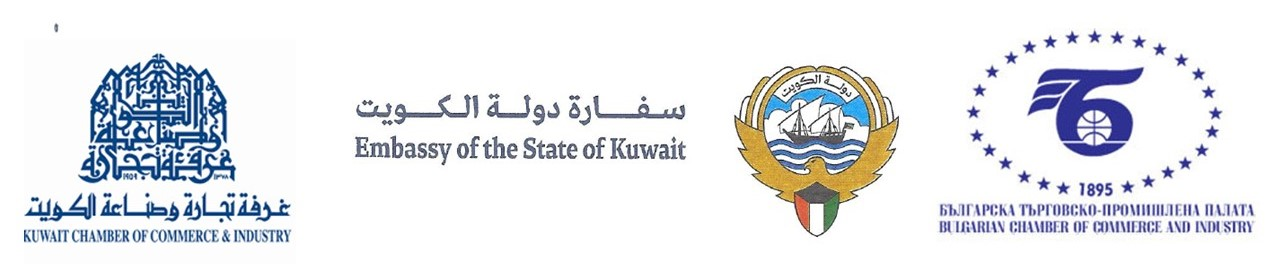 غرفة تجارة وصناعة الكويت
KUWAIT CHAMBER OF COMMERCE & INDUSTRY
سفارة دولة الكويت
Embassy of the State of Kuwait
دولة الكويت
1895
БЪЛГАРСКА ТЪРГОВСКО-ПРОМИШЛЕНА ПАЛАТА
BULGARIAN CHAMBER OF COMMERCE AND INDUSTRY